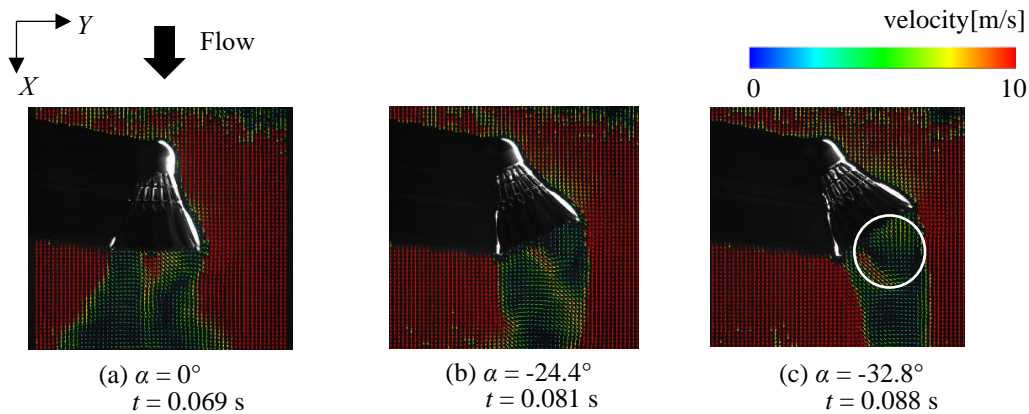 Y
X
Flow
velocity[m/s]
0 10
(a) α = 0°
t = 0.069 s
(b) α = -24.4°
t = 0.081 s
(c) α = -32.8°
t = 0.088 s